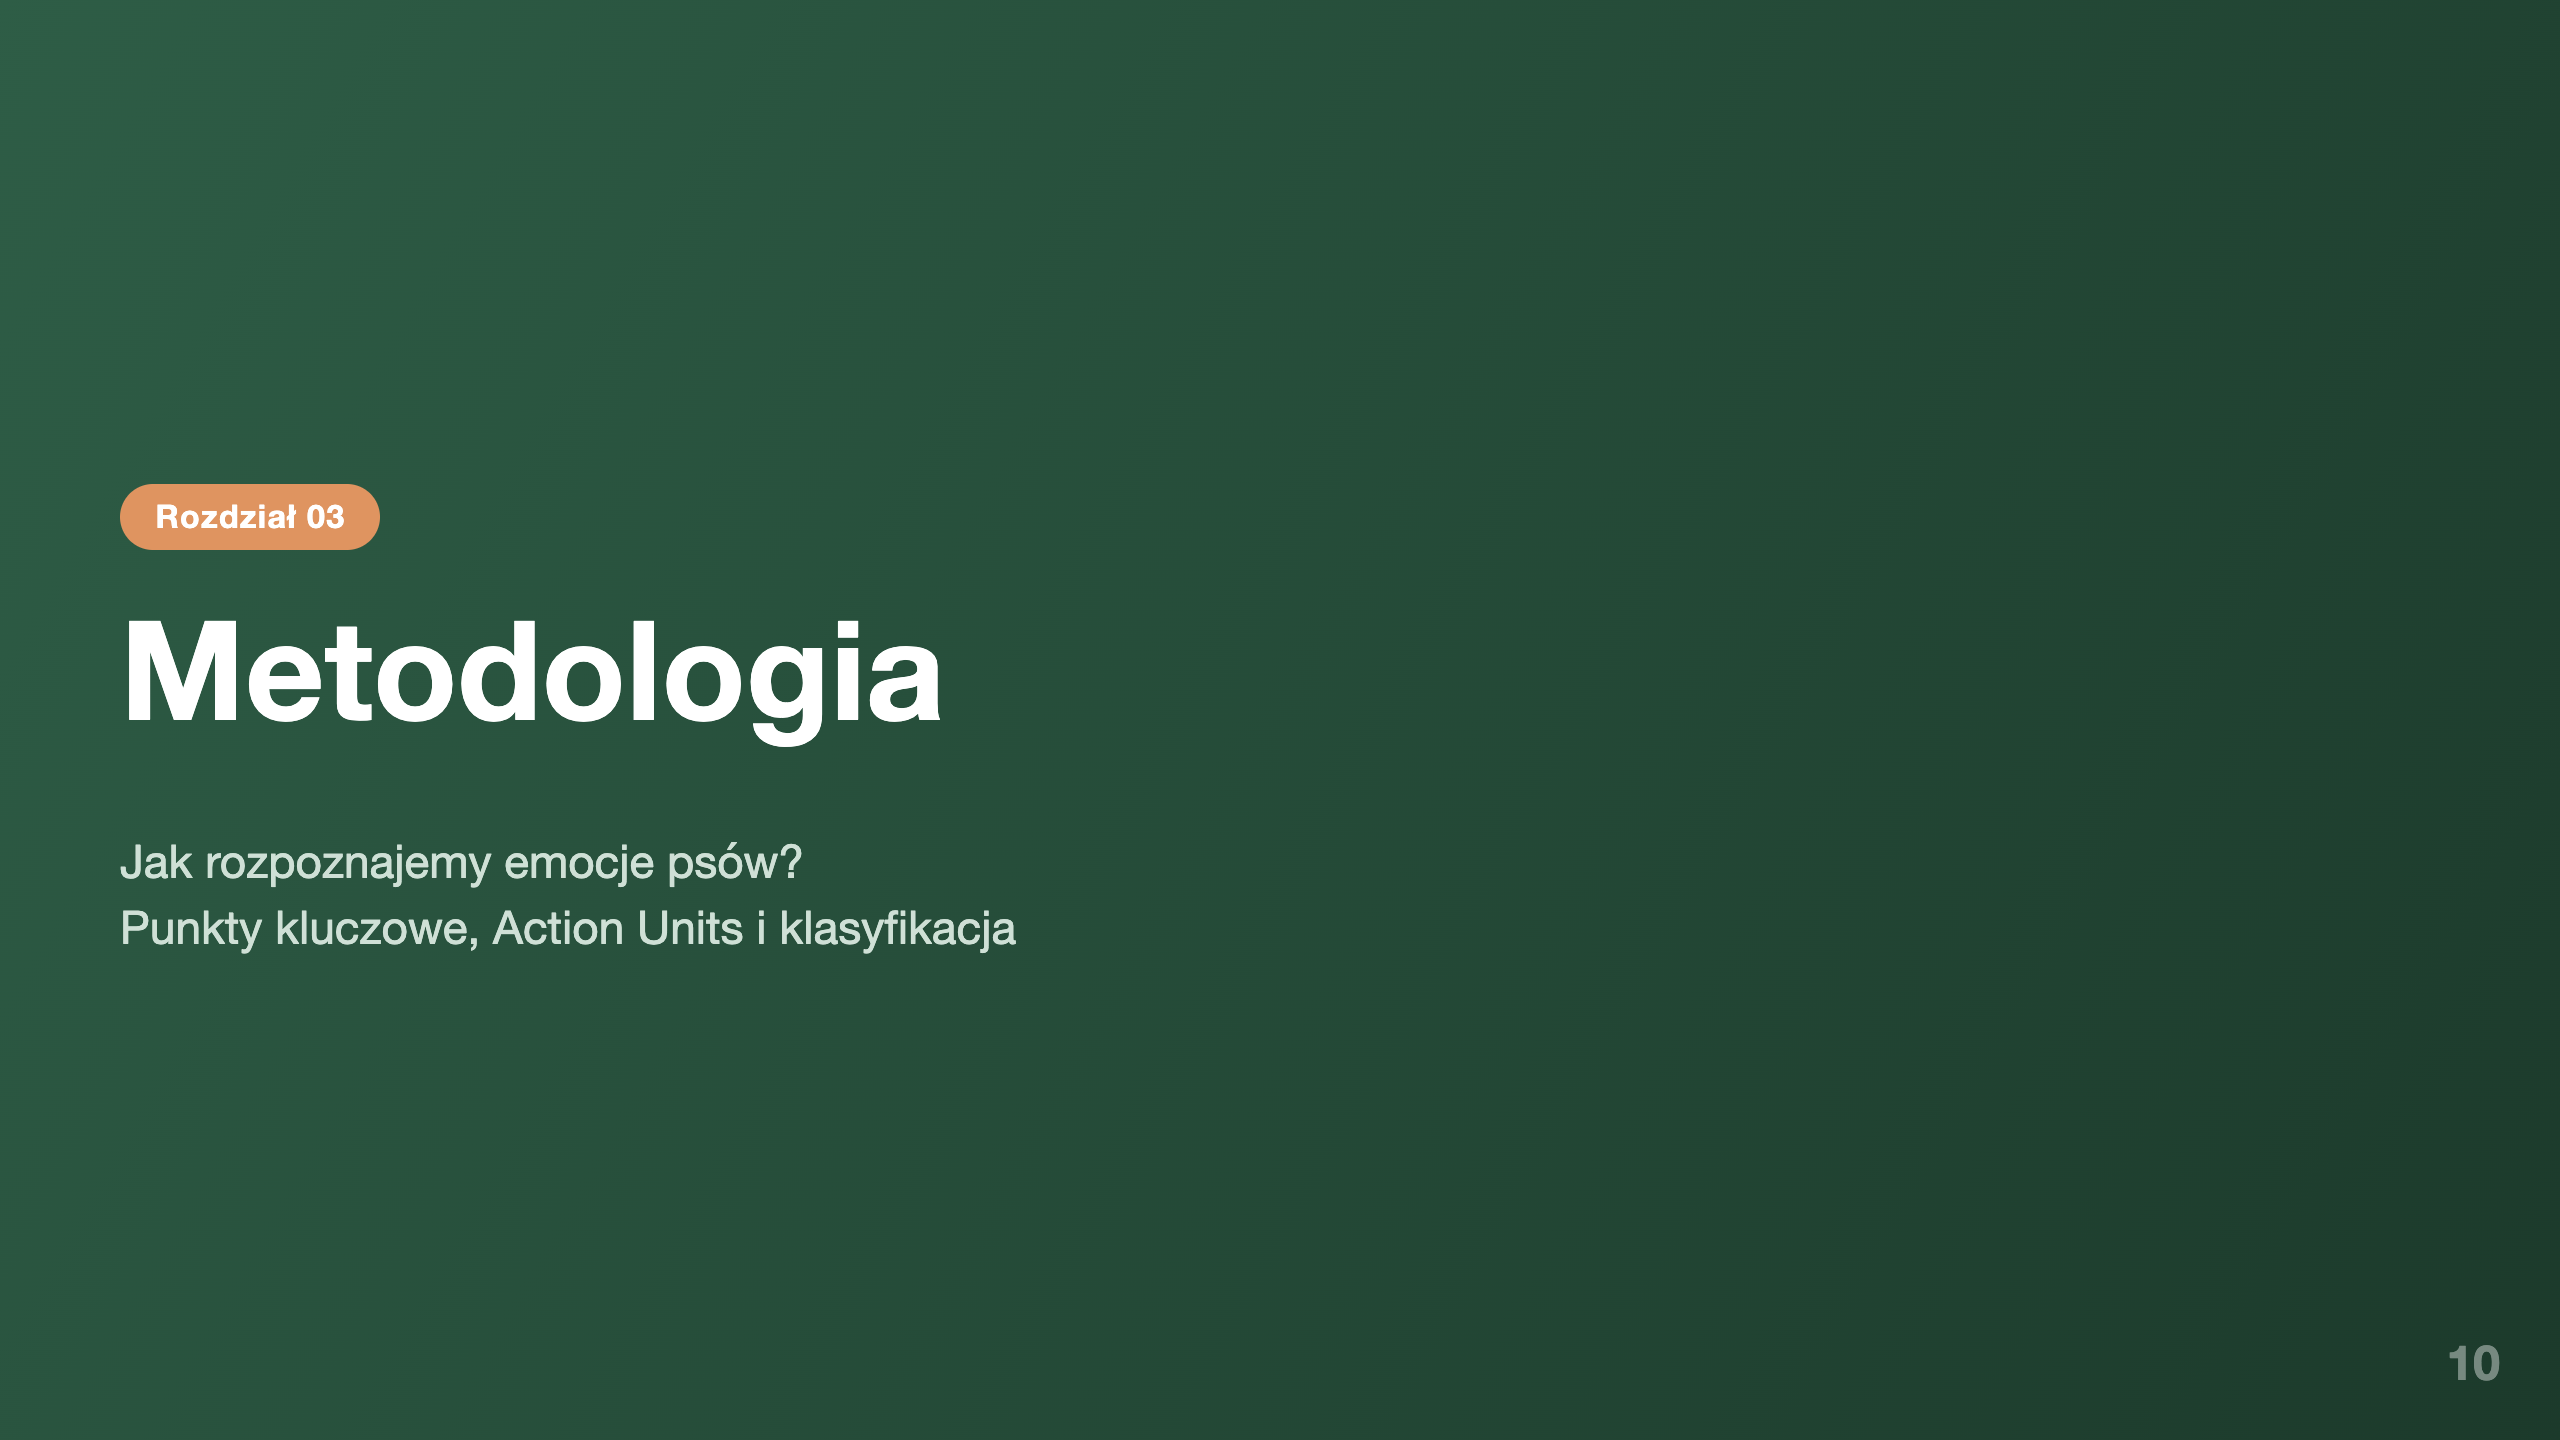 Rozdział 03
Metodologia
Jak rozpoznajemy emocje psów?
Punkty kluczowe, Action Units i klasyfikacja
10